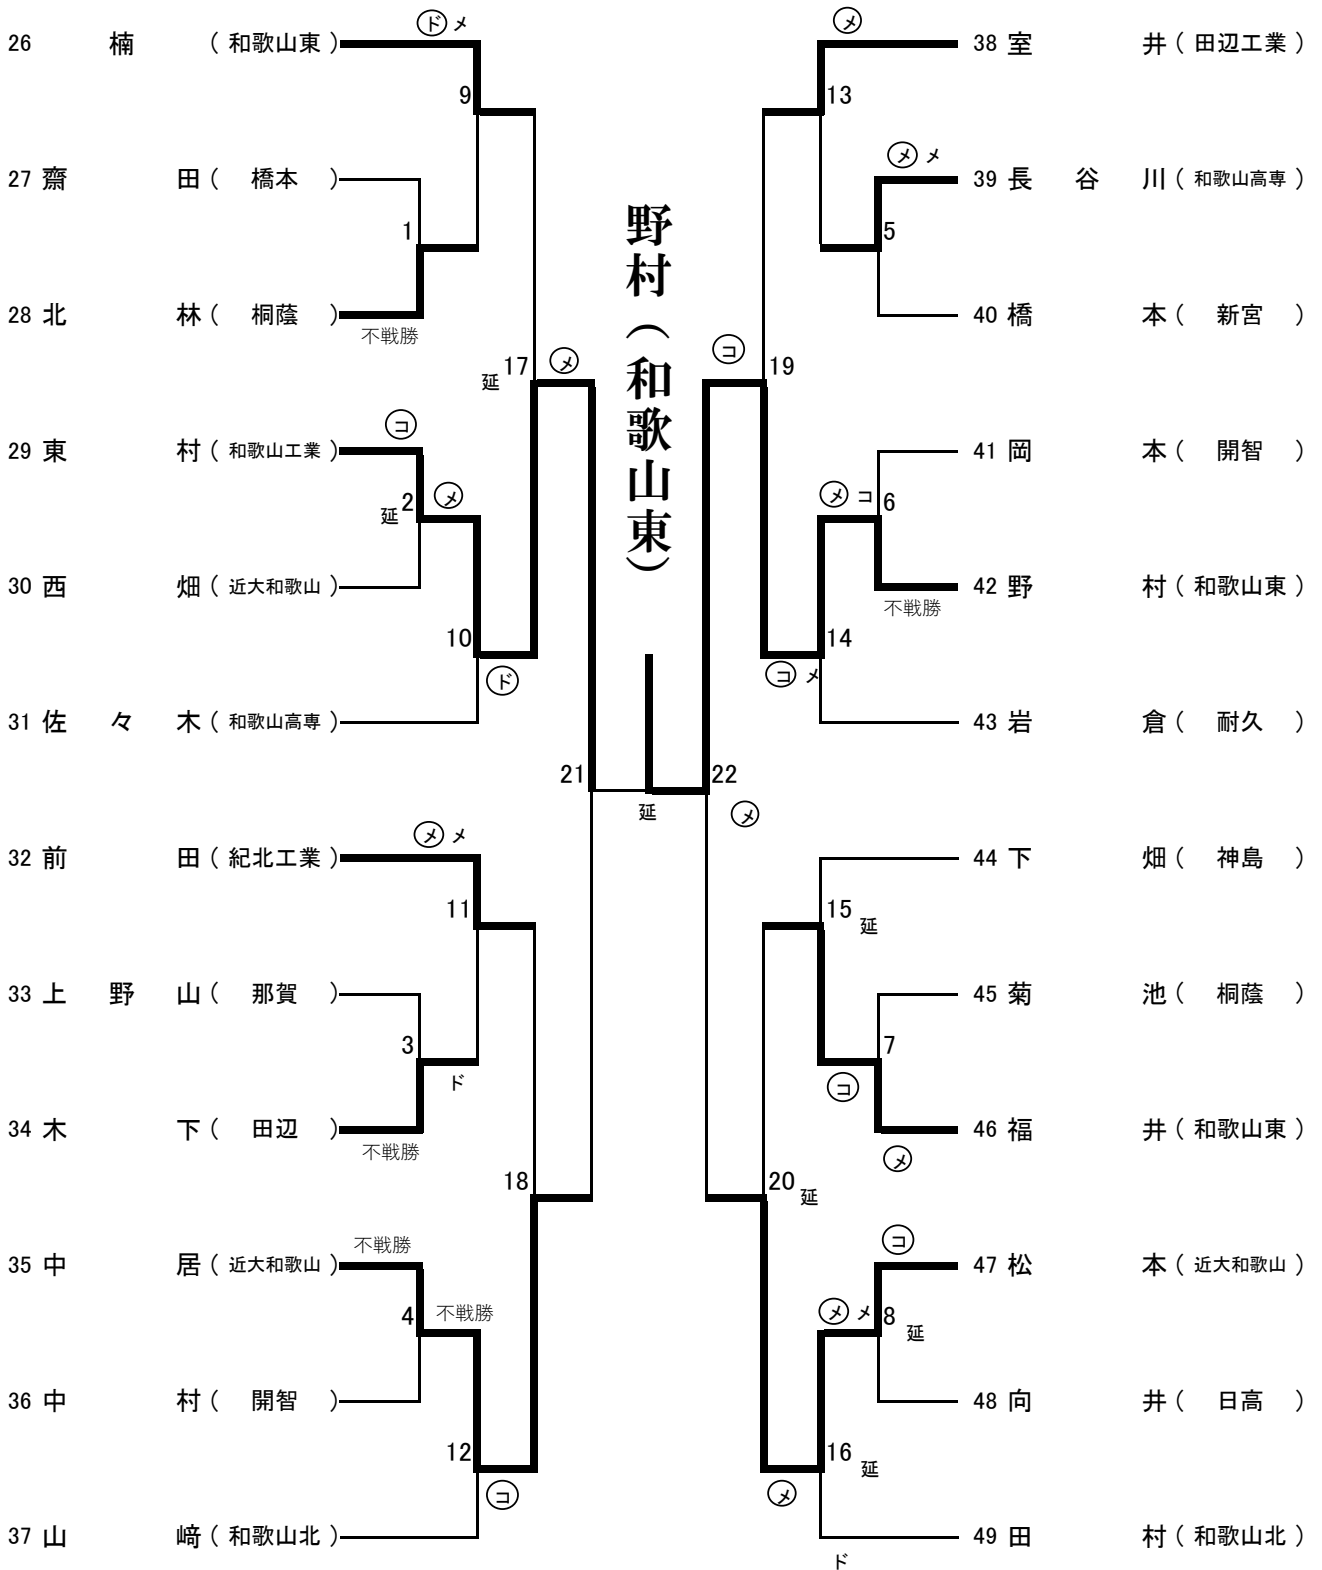 ド メ
26 楠 ( 和歌山東 )
9
27 齋 田 ( 橋本 )
1
28 北 林 ( 桐蔭 )
不戦勝
17
延
メ
コ
29 東 村 ( 和歌山工業 )
2
延
メ
30 西 畑 ( 近大和歌山 )
10
ド
31 佐 々 木 ( 和歌山高専 )
21
メ メ
32 前 田 ( 紀北工業 )
11
33 上 野 山 ( 那賀 )
3
ド
34 木 下 ( 田辺 )
不戦勝
18
不戦勝
35 中 居 ( 近大和歌山 )
4
不戦勝
36 中 村 ( 開智 )
12
コ
37 山 﨑 ( 和歌山北 )
野村(和歌山東)
延
メ
38 室 井 ( 田辺工業 )
13
メ メ
39 長 谷 川 ( 和歌山高専 )
5
40 橋 本 ( 新宮 )
コ
19
41 岡 本 ( 開智 )
メ コ
6
42 野 村 ( 和歌山東 )
不戦勝
14
コ メ
43 岩 倉 ( 耐久 )
22
メ
44 下 畑 ( 神島 )
15
延
45 菊 池 ( 桐蔭 )
7
コ
46 福 井 ( 和歌山東 )
メ
20
延
コ
47 松 本 ( 近大和歌山 )
メ メ
8
延
48 向 井 ( 日高 )
16
延
メ
49 田 村 ( 和歌山北 )
ド